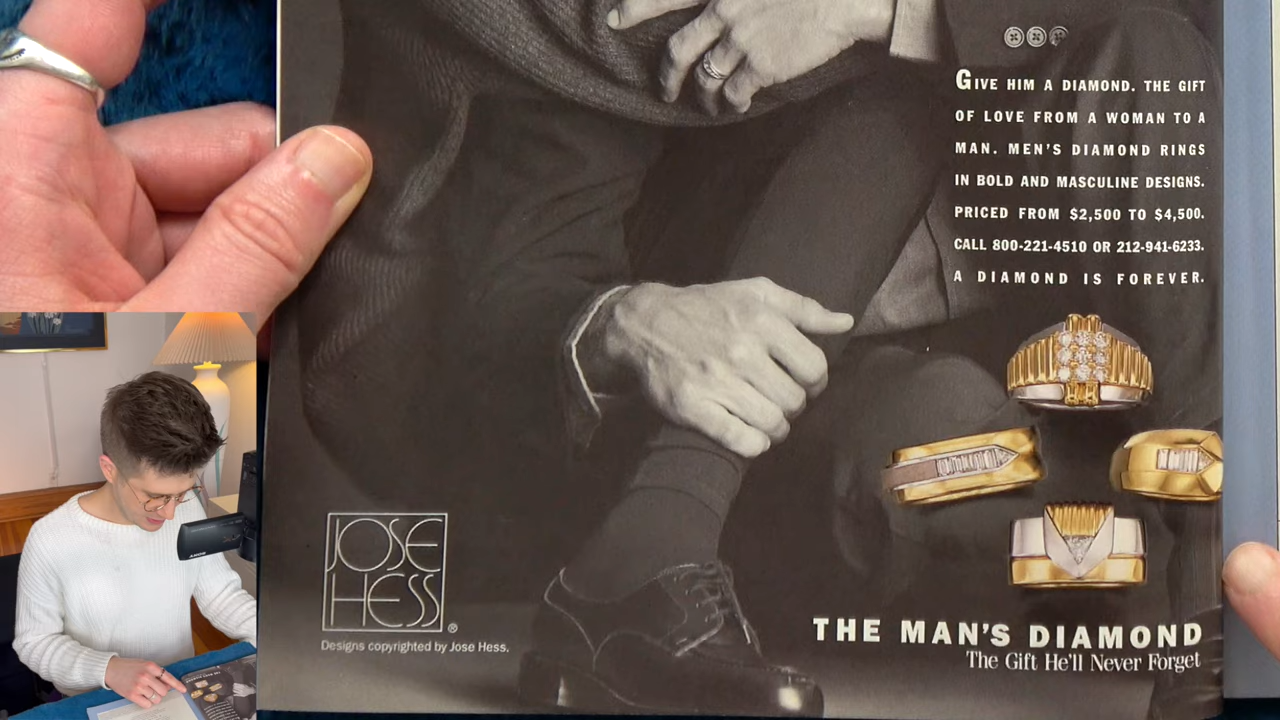 GIVE HIM A DIAMOND. THE GIFT
OF LOVE FROM A WOMAN TO A
MAN. MEN'S DIAMOND RINGS
IN BOLD AND MASCULINE DESIGNS.
PRICED FROM $2,500 TO $4,500.
CALL 800-221-4510 OR 212-941-6233.
A DIAMOND IS FOREVER.
JOSE
HESS
®
Designs copyrighted by Jose Hess.
THE MAN'S DIAMOND
The Gift He'll Never Forget
SONY